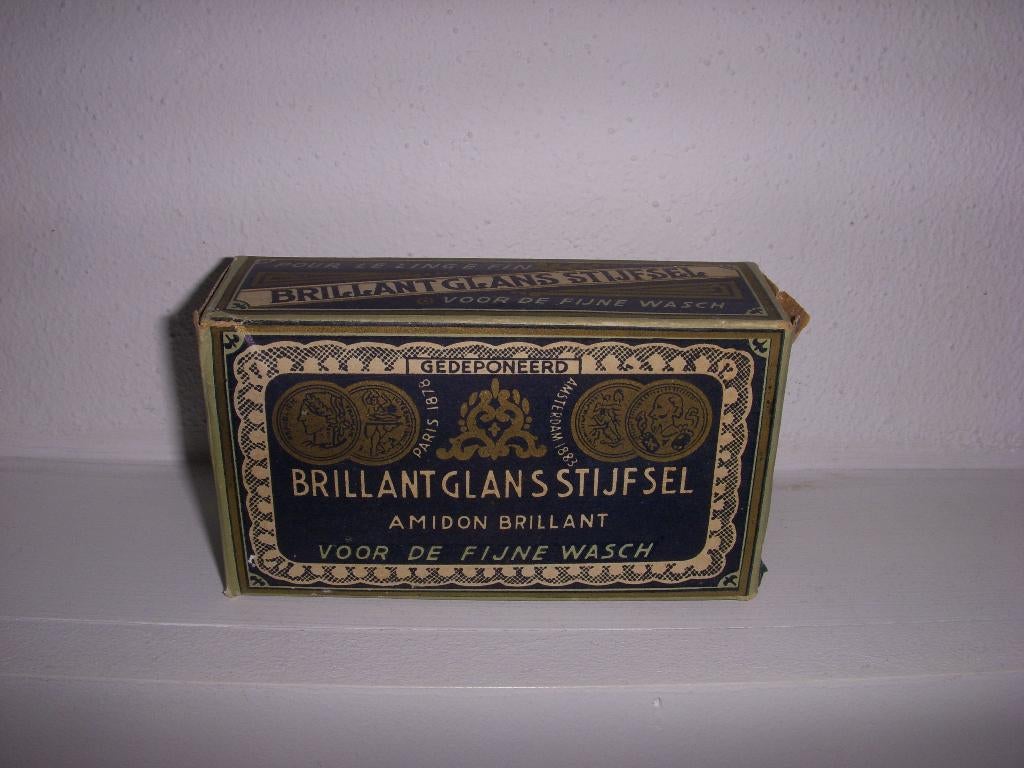 POUR LE LINGE FIN
BRILLANT GLANS STIJFSEL
VOOR DE FIJNE WASCH
GEDEPONEERD
PARIS 1878
AMSTERDAM 1883
BRILLANT GLANS STIJFSEL
AMIDON BRILLANT
VOOR DE FIJNE WASCH